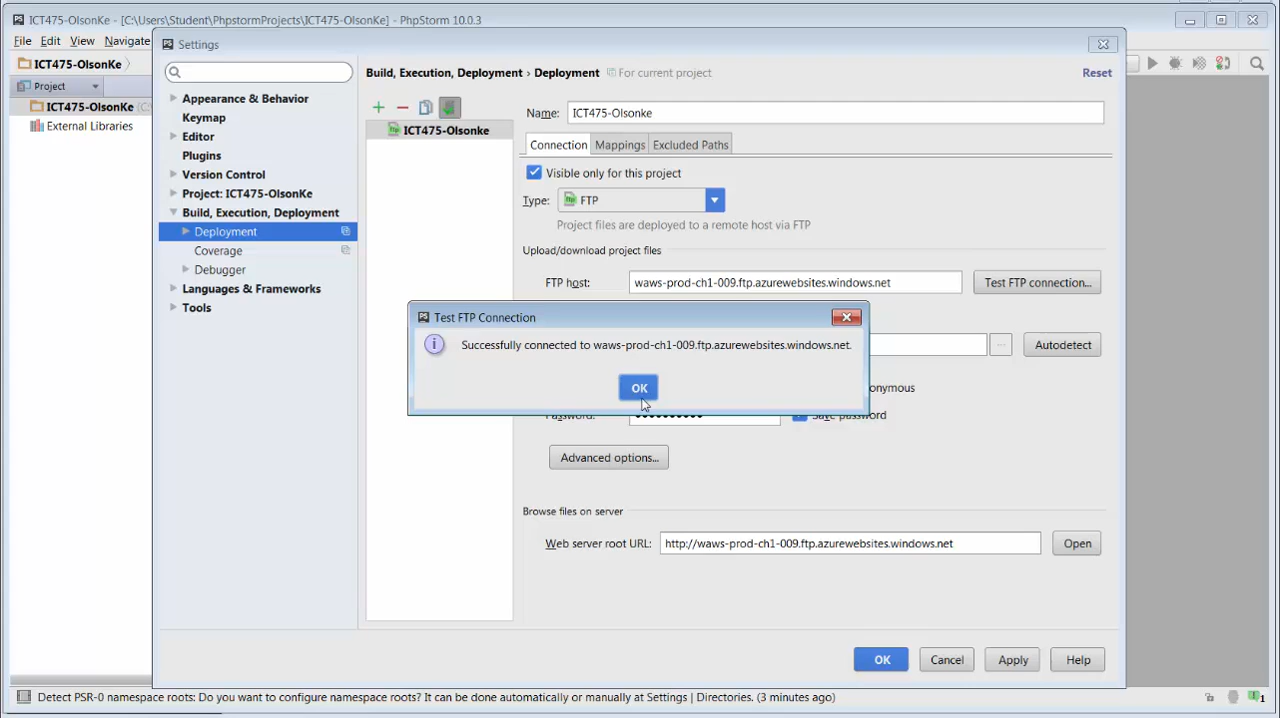 ICT475-OlsonKe - [C:\Users\Student\PhpstormProjects\ICT475-OlsonKe] - PhpStorm 10.0.3
File Edit View Navigate
ICT475-OlsonKe
Project
ICT475-OlsonKe (C:
External Libraries
Settings
Appearance & Behavior
Keymap
Editor
Plugins
Version Control
Project: ICT475-OlsonKe
Build, Execution, Deployment
Deployment
Coverage
Debugger
Languages & Frameworks
Tools
Build, Execution, Deployment › Deployment For current project Reset
ICT475-Olsonke
Name: ICT475-Olsonke
Connection Mappings Excluded Paths
Visible only for this project
Type: FTP
Project files are deployed to a remote host via FTP
Upload/download project files
FTP host: waws-prod-ch1-009.ftp.azurewebsites.windows.net Test FTP connection...
Test FTP Connection
Successfully connected to waws-prod-ch1-009.ftp.azurewebsites.windows.net.
OK
... Autodetect
onymous
Password: Save password
Advanced options...
Browse files on server
Web server root URL: http://waws-prod-ch1-009.ftp.azurewebsites.windows.net Open
OK Cancel Apply Help
Detect PSR-0 namespace roots: Do you want to configure namespace roots? It can be done automatically or manually at Settings | Directories. (3 minutes ago) 1